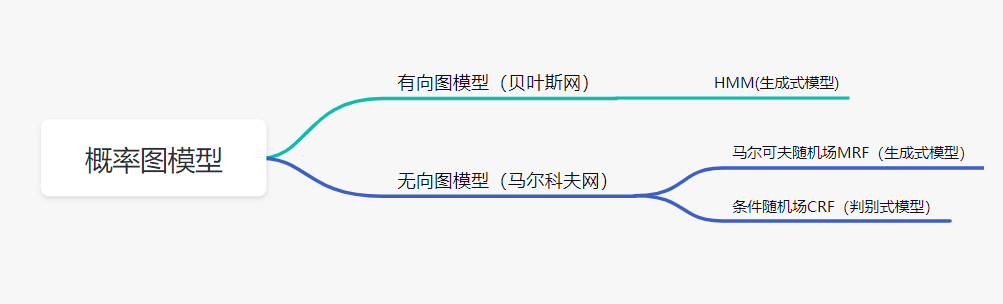 概率图模型
有向图模型（贝叶斯网）
HMM(生成式模型)
无向图模型（马尔科夫网）
马尔可夫随机场MRF（生成式模型）
条件随机场CRF（判别式模型）